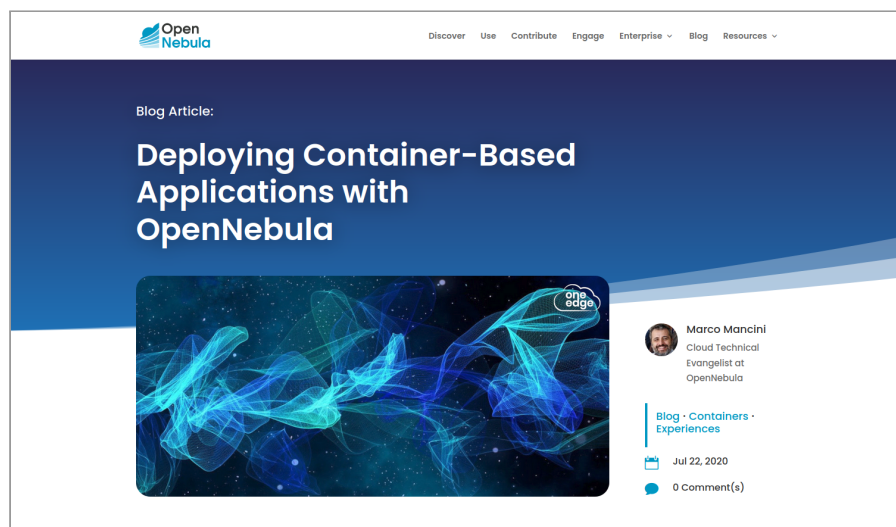 Open
Nebula
Discover Use Contribute Engage Enterprise Blog Resources
Blog Article:
Deploying Container-Based
Applications with
OpenNebula
one
edge
Marco Mancini
Cloud Technical
Evangelist at
OpenNebula
Blog · Containers ·
Experiences
Jul 22, 2020
0 Comment(s)